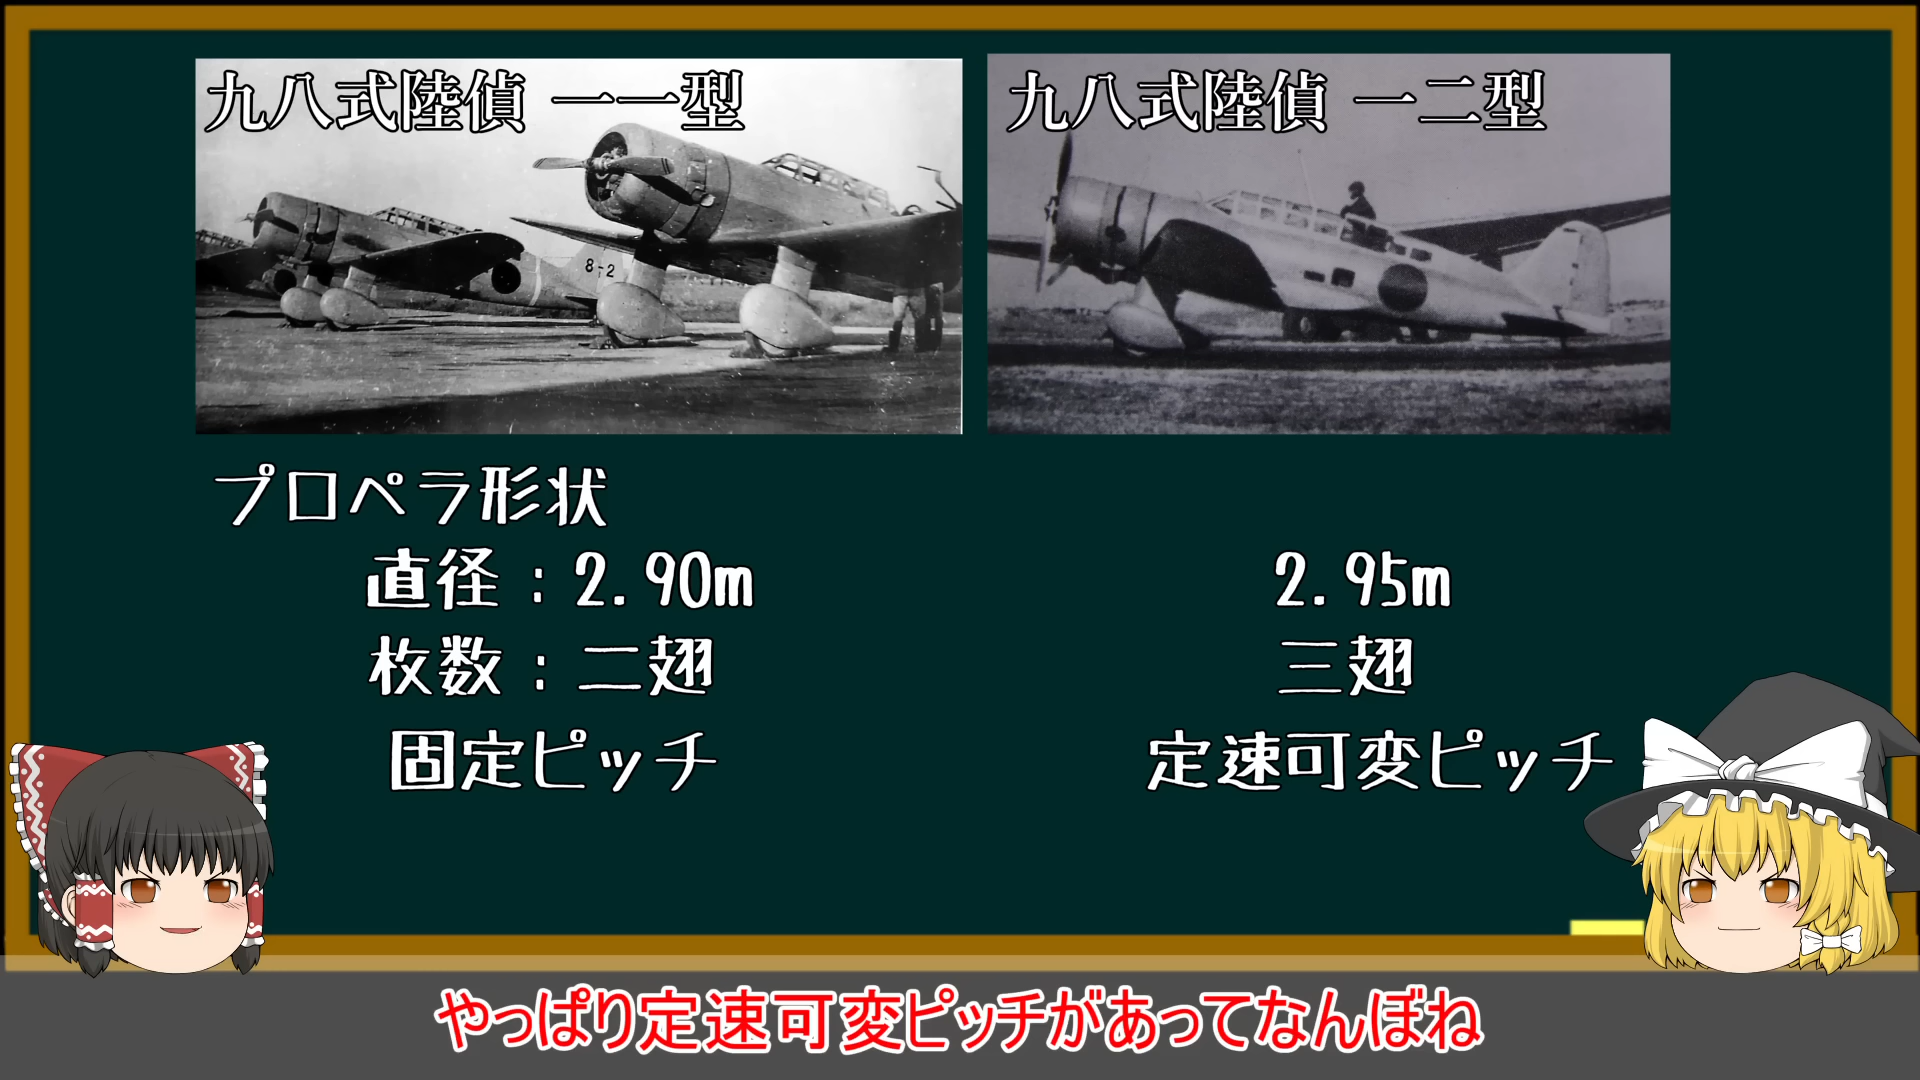 九八式陸偵 一一型
九八式陸偵 一二型
8-2
プロペラ形状
直径：2.90m
2.95m
枚数：二翅
三翅
固定ピッチ
定速可変ピッチ
やっぱり定速可変ピッチがあってなんぼね